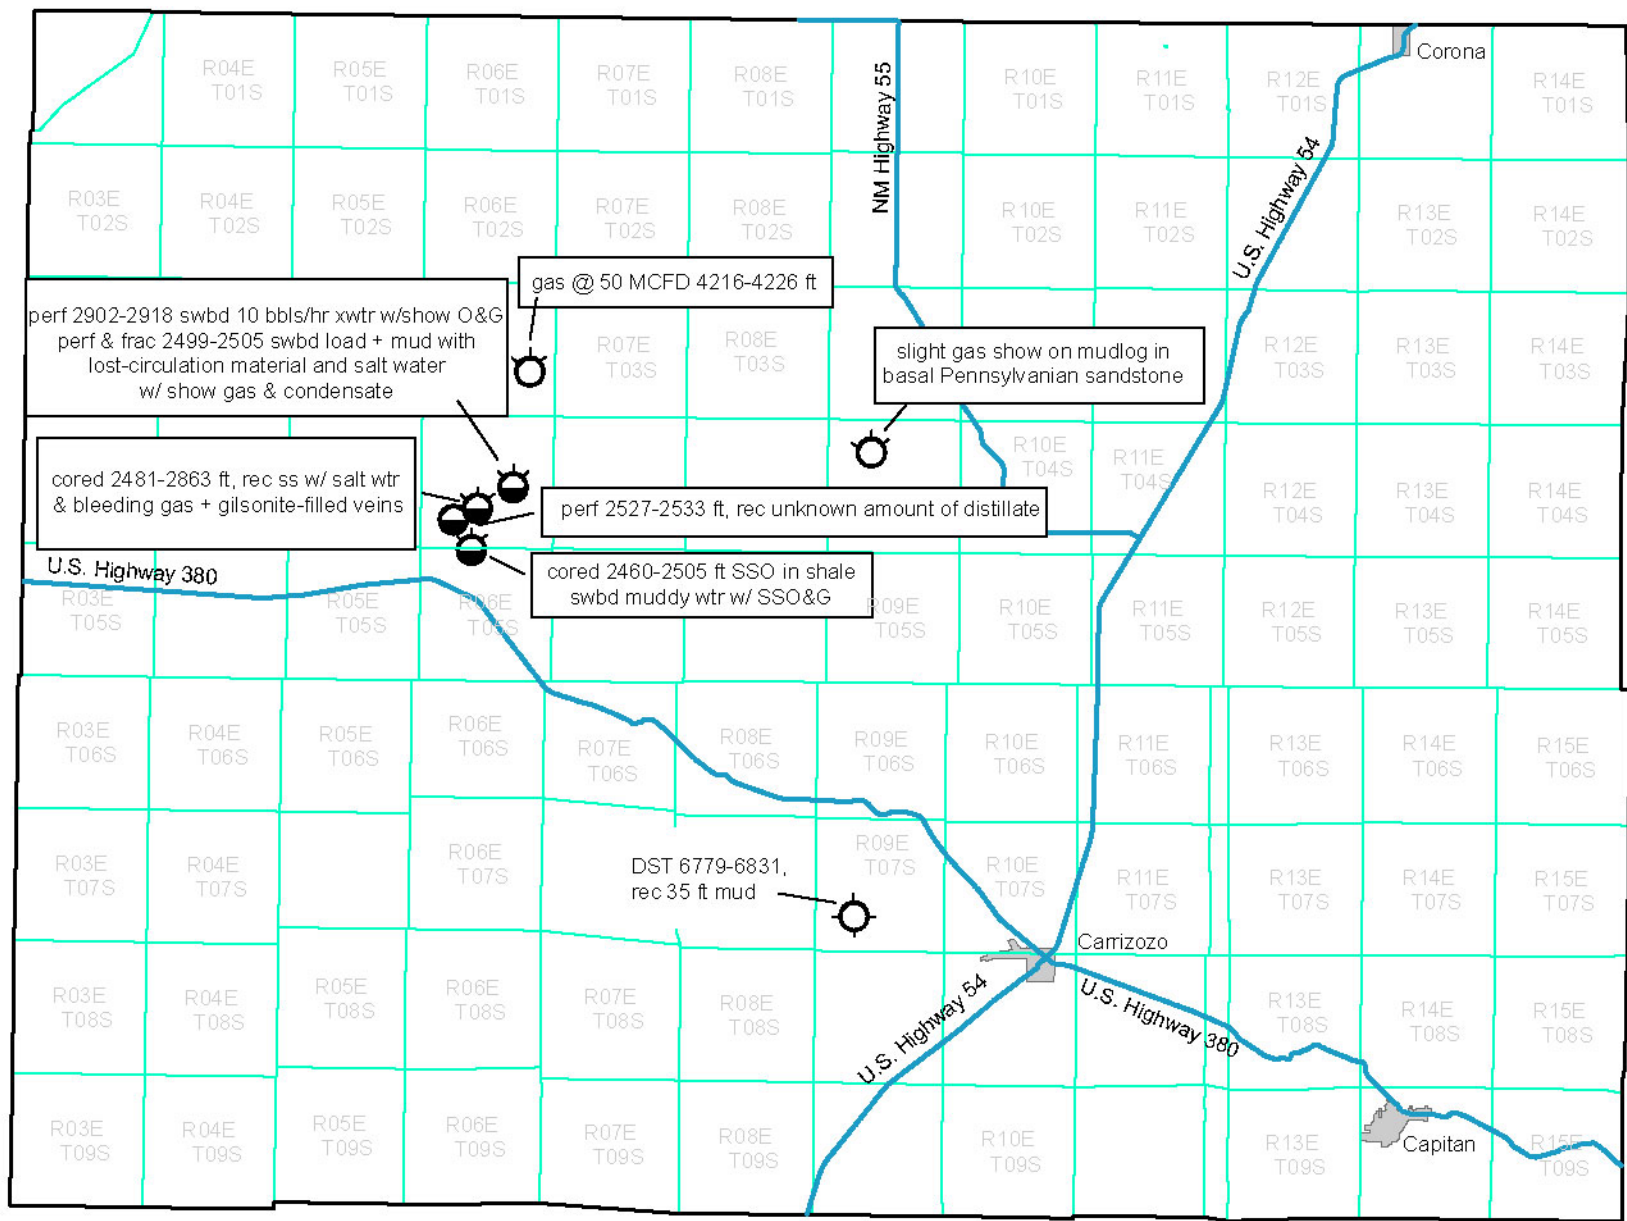 Corona
R04E
T01S
R05E
T01S
R06E
T01S
R07E
T01S
R08E
T01S
NM Highway 55
R10E
T01S
R11E
T01S
R12E
T01S
R14E
T01S
R03E
T02S
R04E
T02S
R05E
T02S
R06E
T02S
R07E
T02S
R08E
T02S
R10E
T02S
R11E
T02S
U.S. Highway 54
R13E
T02S
R14E
T02S
gas @ 50 MCFD 4216-4226 ft
perf 2902-2918 swbd 10 bbls/hr xwtr w/show O&G
perf & frac 2499-2505 swbd load + mud with
lost-circulation material and salt water
w/ show gas & condensate
R07E
T03S
R08E
T03S
slight gas show on mudlog in
basal Pennsylvanian sandstone
R12E
T03S
R13E
T03S
R14E
T03S
cored 2481-2863 ft, rec ss w/ salt wtr
& bleeding gas + gilsonite-filled veins
perf 2527-2533 ft, rec unknown amount of distillate
R10E
T04S
R11E
T04S
R12E
T04S
R13E
T04S
R14E
T04S
cored 2460-2505 ft SSO in shale
swbd muddy wtr w/ SSO&G
U.S. Highway 380
R03E
T05S
R05E
T05S
R06E
T05S
R09E
T05S
R10E
T05S
R11E
T05S
R12E
T05S
R13E
T05S
R14E
T05S
R03E
T06S
R04E
T06S
R05E
T06S
R06E
T06S
R07E
T06S
R08E
T06S
R09E
T06S
R10E
T06S
R11E
T06S
R13E
T06S
R14E
T06S
R15E
T06S
R03E
T07S
R04E
T07S
R06E
T07S
DST 6779-6831,
rec 35 ft mud
R09E
T07S
R10E
T07S
R11E
T07S
R13E
T07S
R14E
T07S
R15E
T07S
Carrizozo
R03E
T08S
R04E
T08S
R05E
T08S
R06E
T08S
R07E
T08S
R08E
T08S
U.S. Highway 54
U.S. Highway 380
R13E
T08S
R14E
T08S
R15E
T08S
R03E
T09S
R04E
T09S
R05E
T09S
R06E
T09S
R07E
T09S
R08E
T09S
R10E
T09S
R13E
T09S
Capitan
R15E
T09S